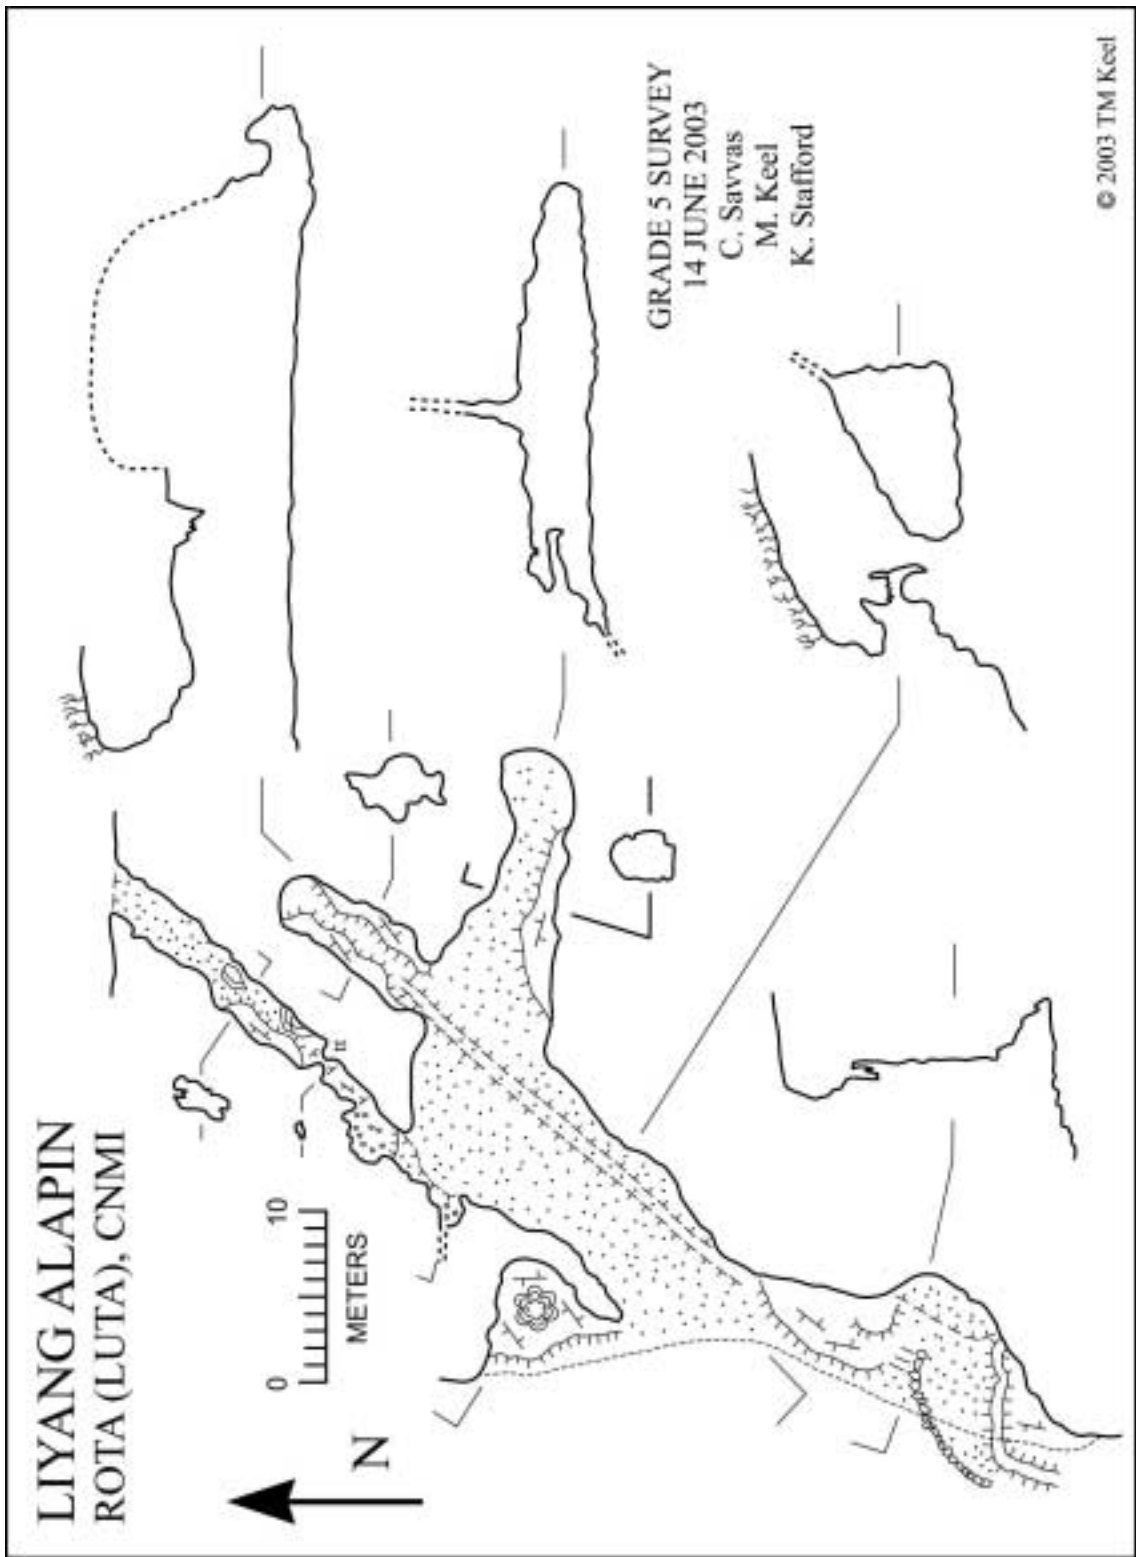 LIYANG ALAPIN
ROTA (LUTA), CNMI
N
0 10
METERS
GRADE 5 SURVEY
14 JUNE 2003
C. Savvas
M. Keel
K. Stafford
© 2003 TM Keel